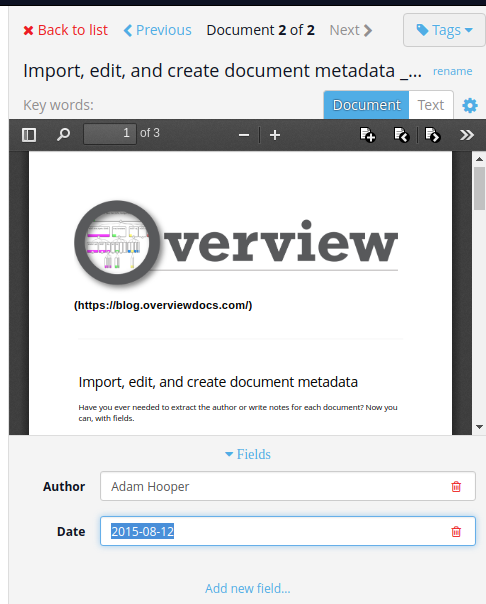 ✖ Back to list Previous Document 2 of 2 Next Tags
Import, edit, and create document metadata _... rename
Key words: Document Text
1 of 3
Overview
(https://blog.overviewdocs.com/)
Import, edit, and create document metadata
Have you ever needed to extract the author or write notes for each document? Now you
can, with fields.
Fields
Author Adam Hooper
Date 2015-08-12
Add new field...